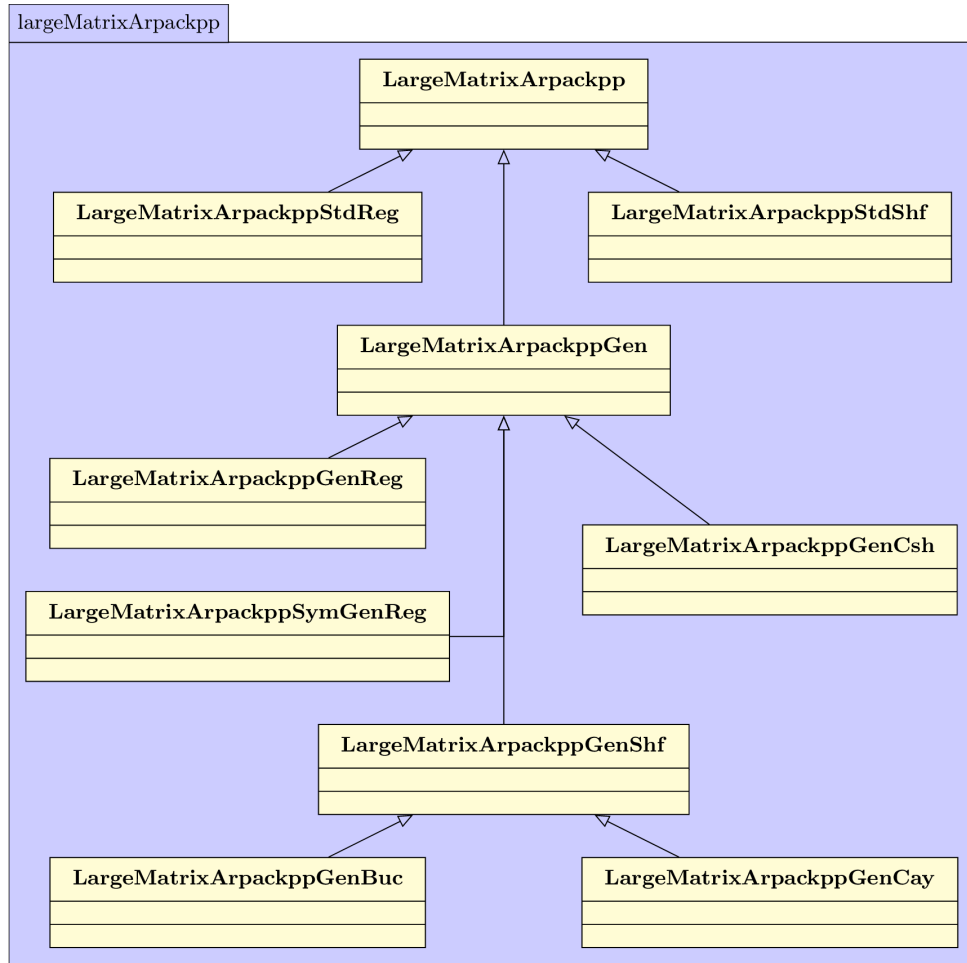 largeMatrixArpackpp
LargeMatrixArpackpp
LargeMatrixArpackppStdReg
LargeMatrixArpackppStdShf
LargeMatrixArpackppGen
LargeMatrixArpackppGenReg
LargeMatrixArpackppGenCsh
LargeMatrixArpackppSymGenReg
LargeMatrixArpackppGenShf
LargeMatrixArpackppGenBuc
LargeMatrixArpackppGenCay